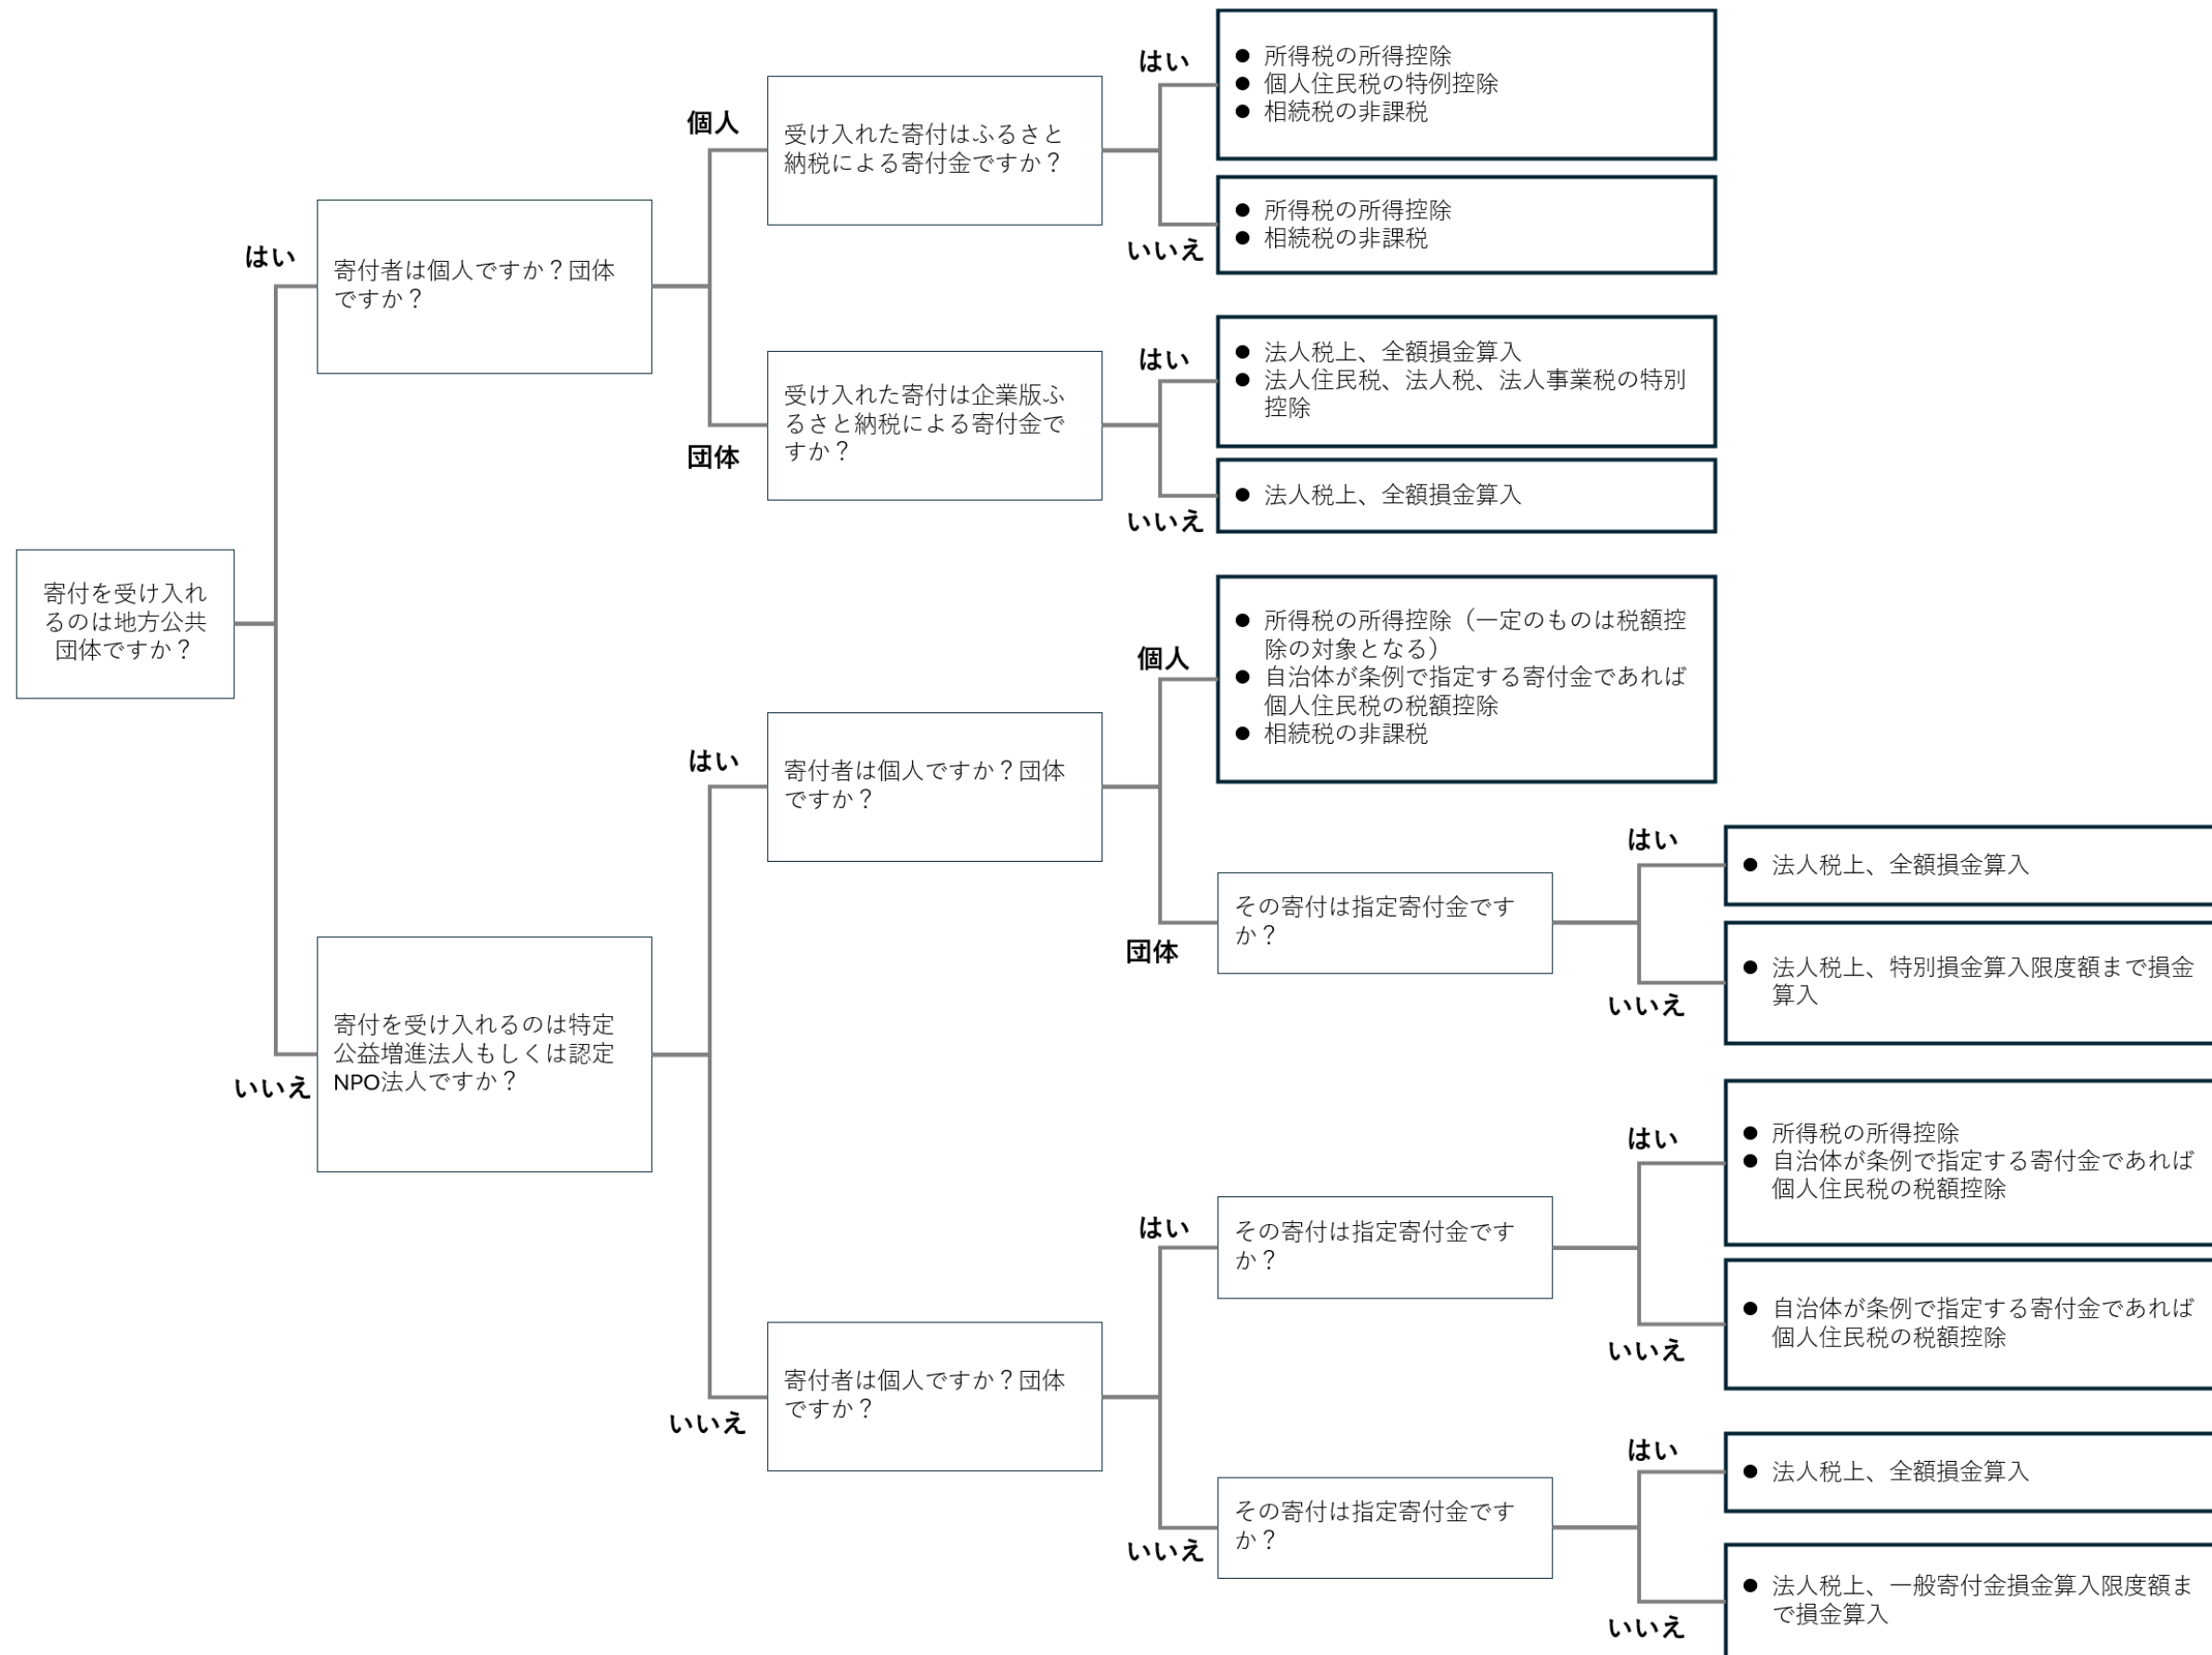 寄付を受け入れ
るのは地方公共
団体ですか？
はい
寄付者は個人ですか？団体
ですか？
個人
受け入れた寄付はふるさと
納税による寄付金ですか？
はい
● 所得税の所得控除
● 個人住民税の特例控除
● 相続税の非課税
いいえ
● 所得税の所得控除
● 相続税の非課税
団体
受け入れた寄付は企業版ふ
るさと納税による寄付金で
すか？
はい
● 法人税上、全額損金算入
● 法人住民税、法人税、法人事業税の特別
控除
いいえ
● 法人税上、全額損金算入
いいえ
寄付を受け入れるのは特定
公益増進法人もしくは認定
NPO法人ですか？
はい
寄付者は個人ですか？団体
ですか？
個人
● 所得税の所得控除（一定のものは税額控
除の対象となる）
● 自治体が条例で指定する寄付金であれば
個人住民税の税額控除
● 相続税の非課税
団体
その寄付は指定寄付金です
か？
はい
● 法人税上、全額損金算入
いいえ
● 法人税上、特別損金算入限度額まで損金
算入
いいえ
寄付者は個人ですか？団体
ですか？
はい
その寄付は指定寄付金です
か？
はい
● 所得税の所得控除
● 自治体が条例で指定する寄付金であれば
個人住民税の税額控除
いいえ
● 自治体が条例で指定する寄付金であれば
個人住民税の税額控除
いいえ
その寄付は指定寄付金です
か？
はい
● 法人税上、全額損金算入
いいえ
● 法人税上、一般寄付金損金算入限度額ま
で損金算入